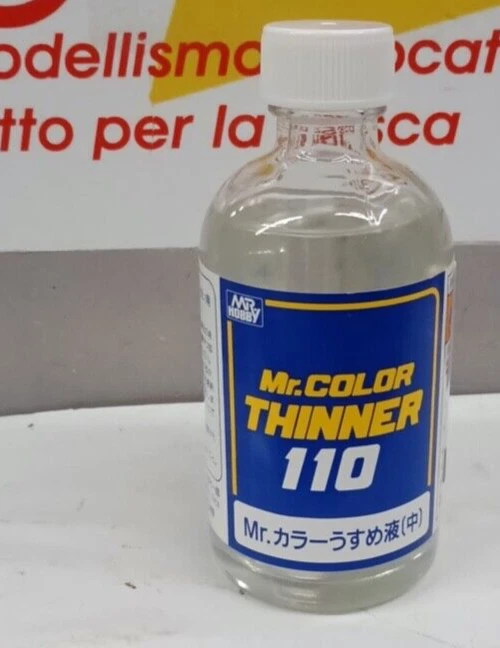 odellismo
ocat
tto per la
sca
MR
HOBBY
Mr.COLOR
THINNER
110
Mr.カラーうすめ液(中)